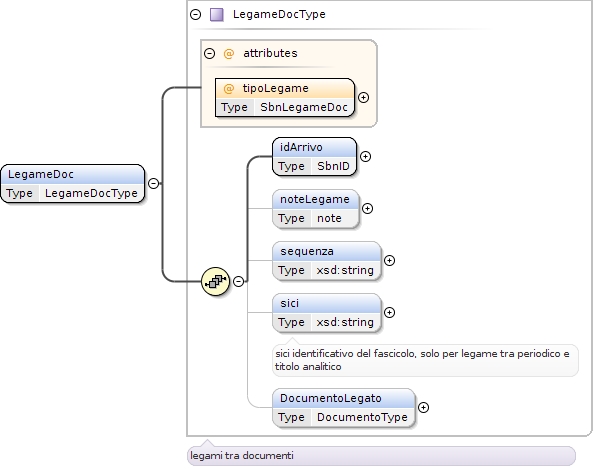 LegameDocType
@ attributes
@ tipoLegame
Type SbnLegameDoc
idArrivo
Type SbnID
LegameDoc
Type LegameDocType
noteLegame
Type note
sequenza
Type xsd:string
sici
Type xsd:string
sici identificativo del fascicolo, solo per legame tra periodico e
titolo analitico
DocumentoLegato
Type DocumentoType
legami tra documenti